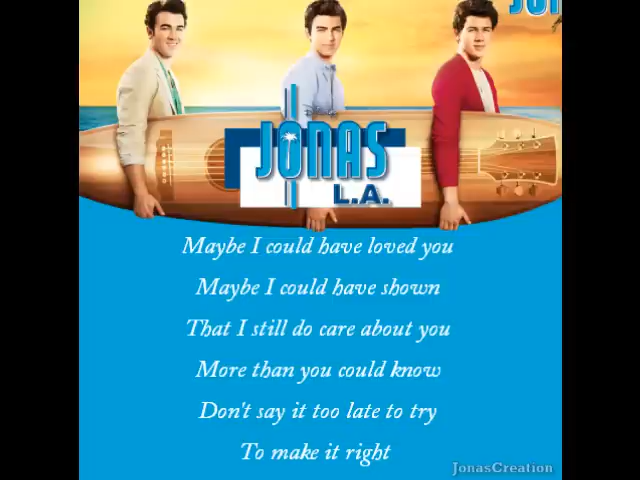 JONAS
L.A.
Maybe I could have loved you
Maybe I could have shown
That I still do care about you
More than you could know
Don't say it too late to try
To make it right
JonasCreation